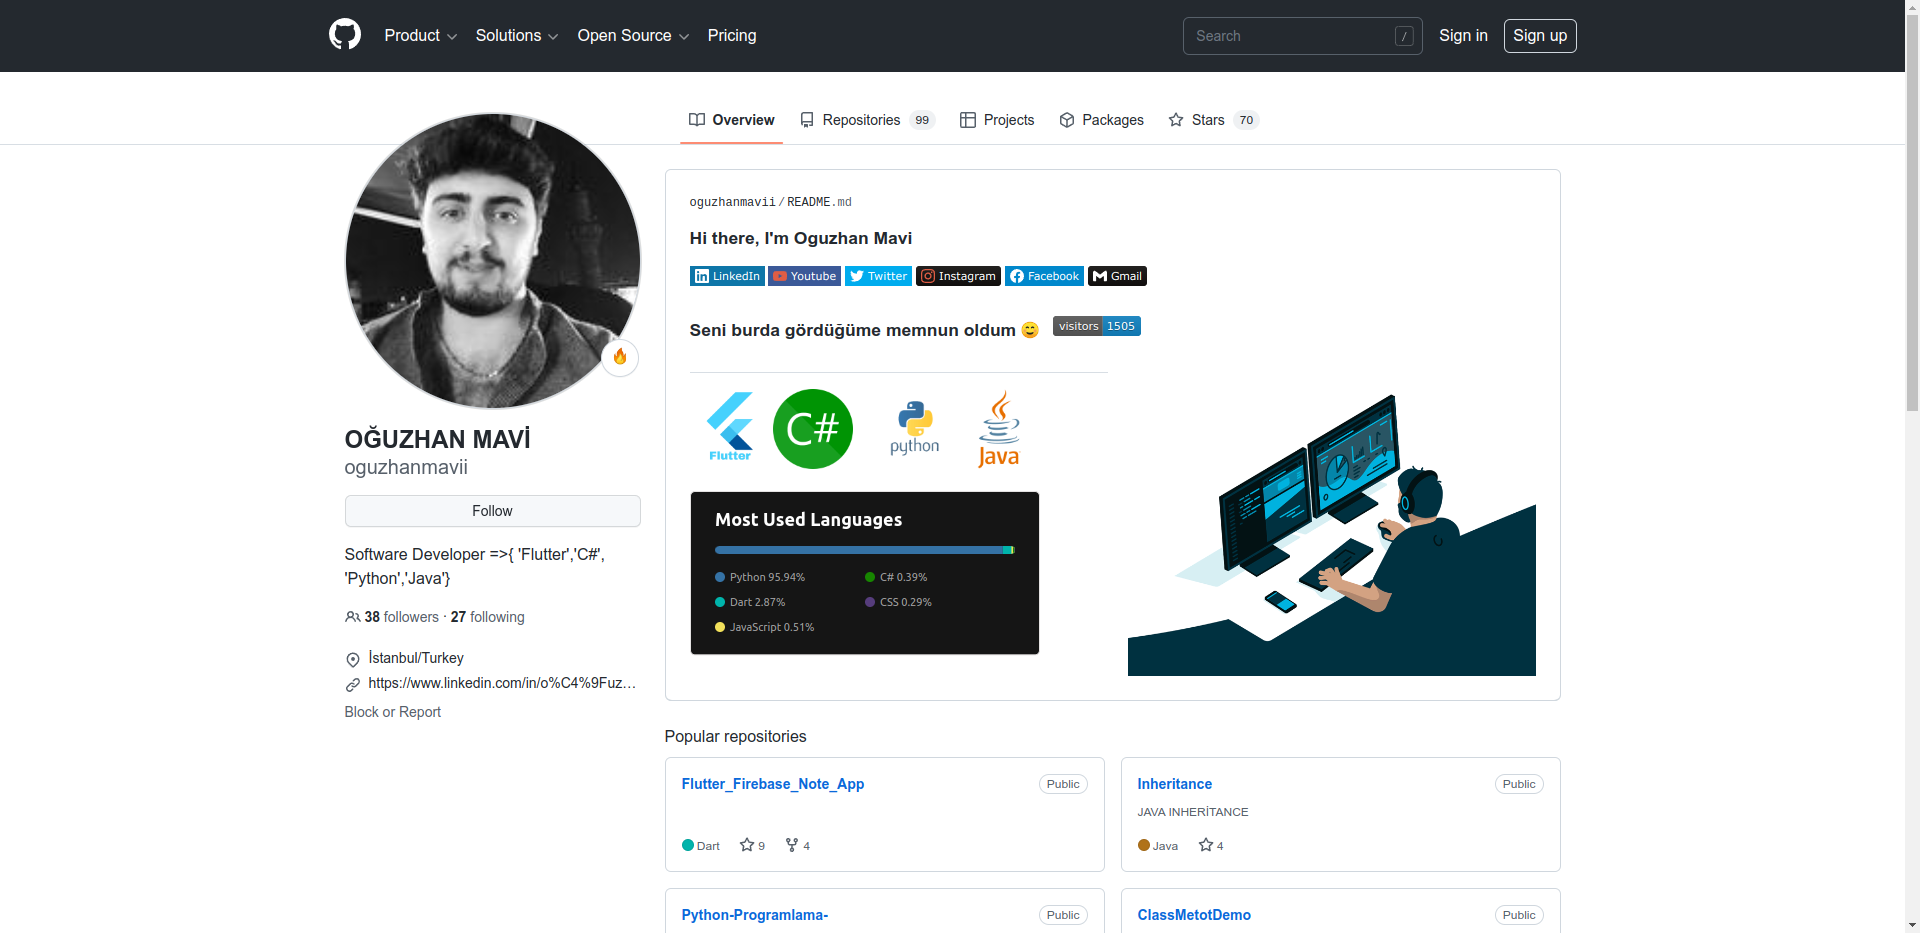 Product
Solutions
Open Source
Pricing
Search
/
Sign in
Sign up
Overview
Repositories 99
Projects
Packages
Stars 70
OĞUZHAN MAVİ
oguzhanmavii
Follow
Software Developer =>{ 'Flutter','C#',
'Python','Java'}
38 followers · 27 following
İstanbul/Turkey
https://www.linkedin.com/in/o%C4%9Fuz…
Block or Report
oguzhanmavii/README.md
Hi there, I'm Oguzhan Mavi
LinkedIn Youtube Twitter Instagram Facebook Gmail
Seni burda gördüğüme memnun oldum 😊 visitors 1505
Flutter
C#
python
Java
Most Used Languages
Python 95.94%
C# 0.39%
Dart 2.87%
CSS 0.29%
JavaScript 0.51%
Popular repositories
Flutter_Firebase_Note_App Public
Dart 9 4
Inheritance Public
JAVA INHERİTANCE
Java 4
Python-Programlama- Public
ClassMetotDemo Public